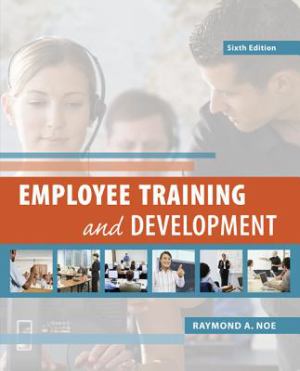 Sixth Edition
EMPLOYEE TRAINING
and DEVELOPMENT
RAYMOND A. NOE